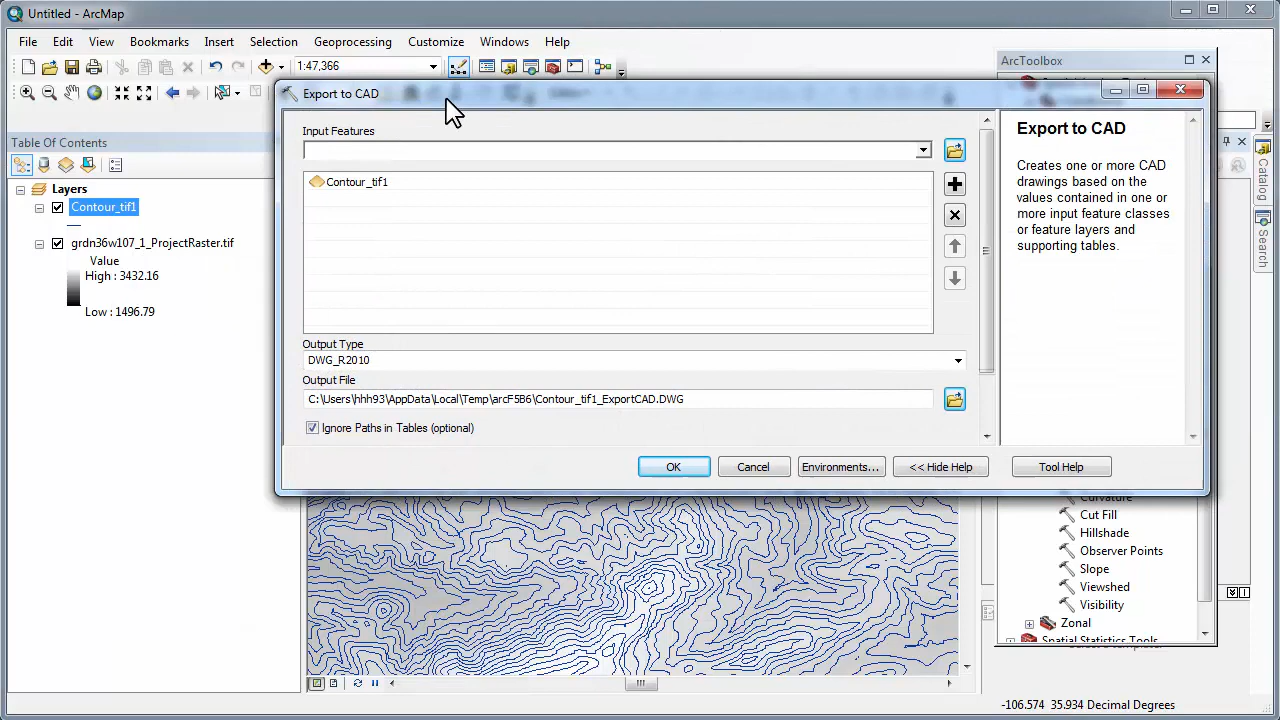 Untitled - ArcMap
File Edit View Bookmarks Insert Selection Geoprocessing Customize Windows Help
1:47,366
ArcToolbox
Export to CAD
Table Of Contents
Layers
Contour_tif1
grdn36w107_1_ProjectRaster.tif
Value
High : 3432.16
Low : 1496.79
Input Features
Contour_tif1
Output Type
DWG_R2010
Output File
C:\Users\hhh93\AppData\Local\Temp\arcF5B6\Contour_tif1_ExportCAD.DWG
Ignore Paths in Tables (optional)
OK Cancel Environments... << Hide Help Tool Help
Export to CAD
Creates one or more CAD
drawings based on the
values contained in one or
more input feature classes
or feature layers and
supporting tables.
Catalog
Search
Curvature
Cut Fill
Hillshade
Observer Points
Slope
Viewshed
Visibility
Zonal
Spatial Statistics Tools
-106.574 35.934 Decimal Degrees